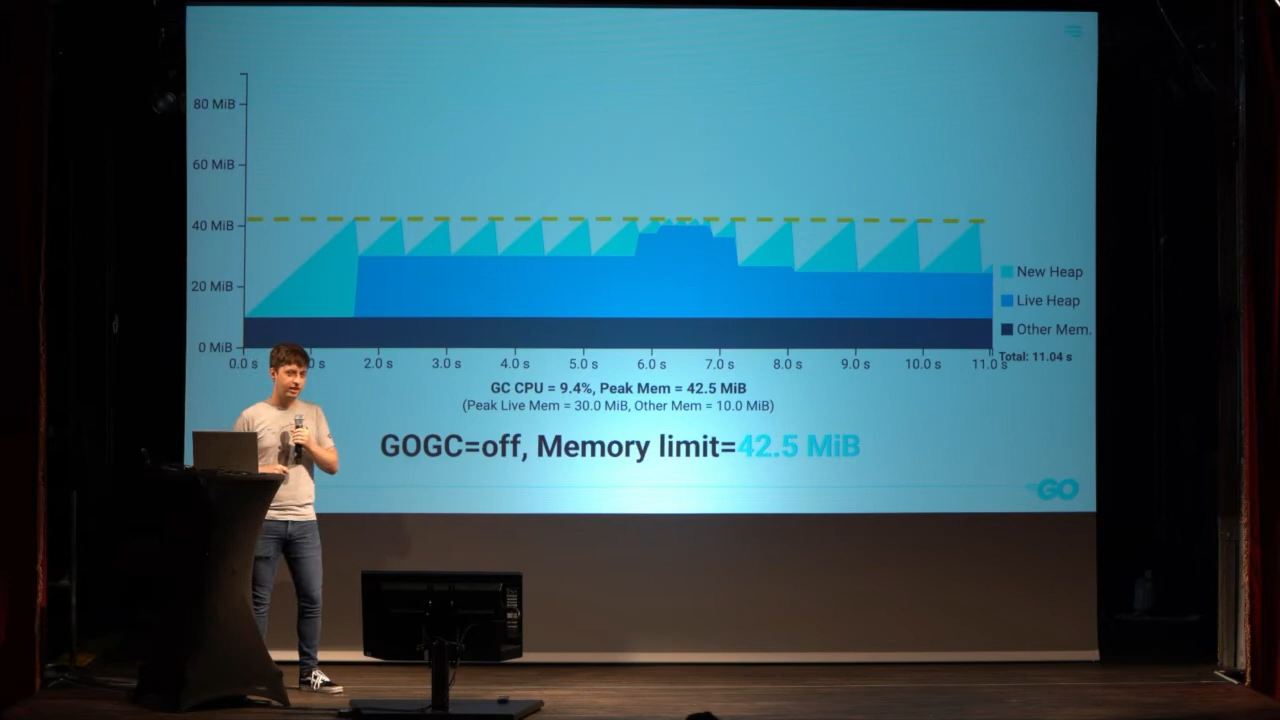 80 MiB
60 MiB
40 MiB
20 MiB
0 MiB
0.0 s 0 s 2.0 s 3.0 s 4.0 s 5.0 s 6.0 s 7.0 s 8.0 s 9.0 s 10.0 s 11.0 s
New Heap
Live Heap
Other Mem.
Total: 11.04 s
GC CPU = 9.4%, Peak Mem = 42.5 MiB
(Peak Live Mem = 30.0 MiB, Other Mem = 10.0 MiB)
GOGC=off, Memory limit=42.5 MiB
GO